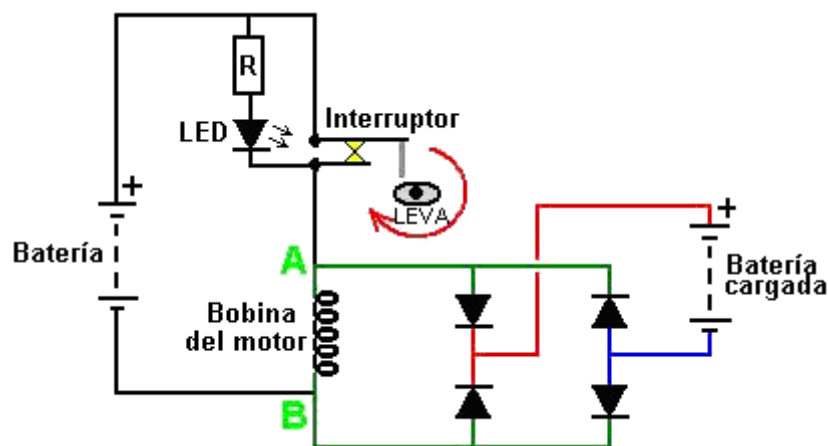 R
LED
Interruptor
LEVA
+
Batería
A
+
Batería
cargada
Bobina
del motor
B